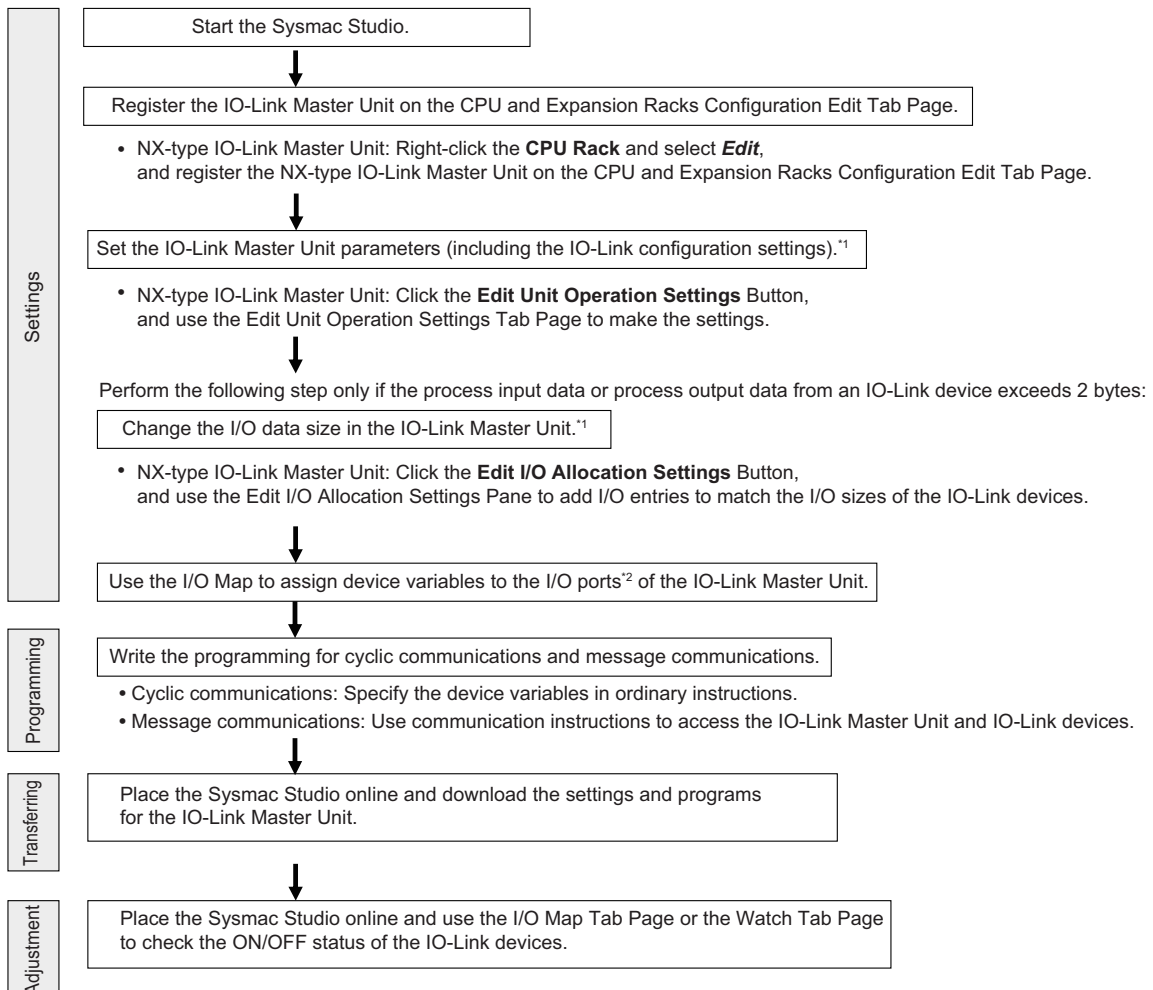 Settings
Start the Sysmac Studio.
Register the IO-Link Master Unit on the CPU and Expansion Racks Configuration Edit Tab Page.
• NX-type IO-Link Master Unit: Right-click the CPU Rack and select Edit,
and register the NX-type IO-Link Master Unit on the CPU and Expansion Racks Configuration Edit Tab Page.
Set the IO-Link Master Unit parameters (including the IO-Link configuration settings).*1
• NX-type IO-Link Master Unit: Click the Edit Unit Operation Settings Button,
and use the Edit Unit Operation Settings Tab Page to make the settings.
Perform the following step only if the process input data or process output data from an IO-Link device exceeds 2 bytes:
Change the I/O data size in the IO-Link Master Unit.*1
• NX-type IO-Link Master Unit: Click the Edit I/O Allocation Settings Button,
and use the Edit I/O Allocation Settings Pane to add I/O entries to match the I/O sizes of the IO-Link devices.
Use the I/O Map to assign device variables to the I/O ports*2 of the IO-Link Master Unit.
Programming
Write the programming for cyclic communications and message communications.
• Cyclic communications: Specify the device variables in ordinary instructions.
• Message communications: Use communication instructions to access the IO-Link Master Unit and IO-Link devices.
Transferring
Place the Sysmac Studio online and download the settings and programs
for the IO-Link Master Unit.
Adjustment
Place the Sysmac Studio online and use the I/O Map Tab Page or the Watch Tab Page
to check the ON/OFF status of the IO-Link devices.